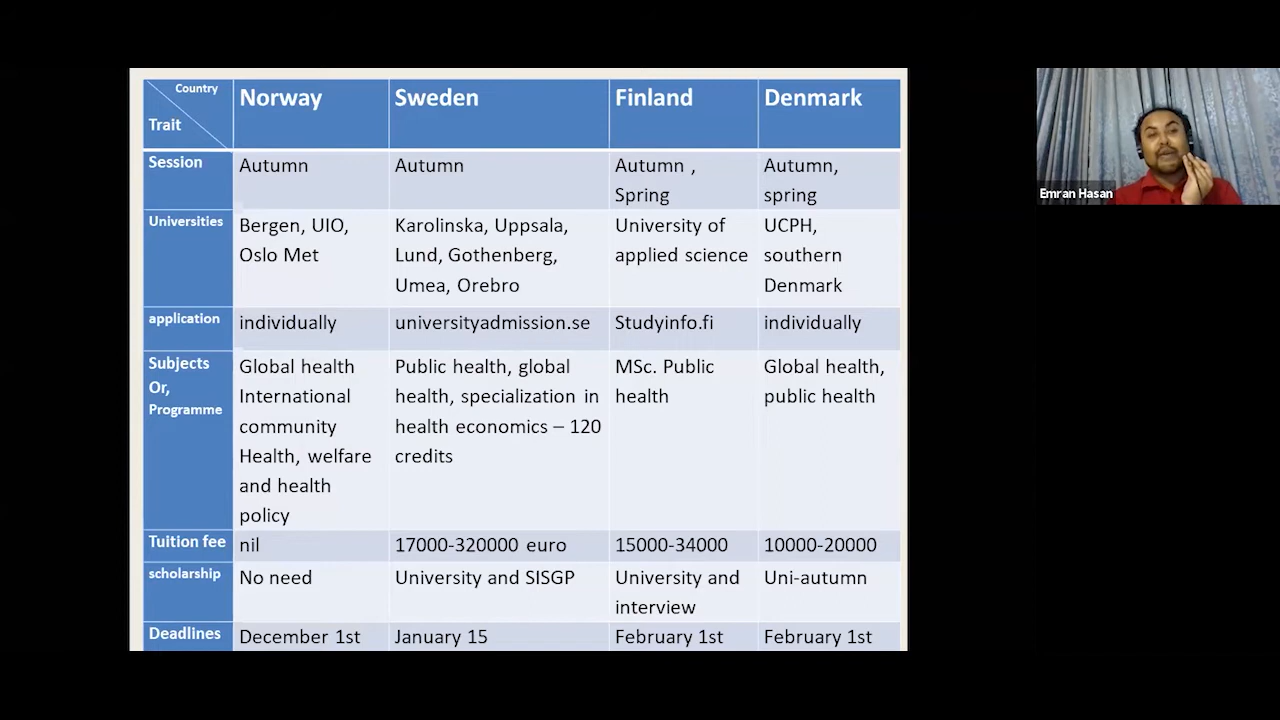 Country
Trait
Norway
Sweden
Finland
Denmark
Session
Autumn
Autumn
Autumn ,
Spring
Autumn,
spring
Universities
Bergen, UIO,
Oslo Met
Karolinska, Uppsala,
Lund, Gothenberg,
Umea, Orebro
University of
applied science
UCPH,
southern
Denmark
application
individually
universityadmission.se
Studyinfo.fi
individually
Subjects
Or,
Programme
Global health
International
community
Health, welfare
and health
policy
Public health, global
health, specialization in
health economics – 120
credits
MSc. Public
health
Global health,
public health
Tuition fee
nil
17000-320000 euro
15000-34000
10000-20000
scholarship
No need
University and SISGP
University and
interview
Uni-autumn
Deadlines
December 1st
January 15
February 1st
February 1st
Emran Hasan